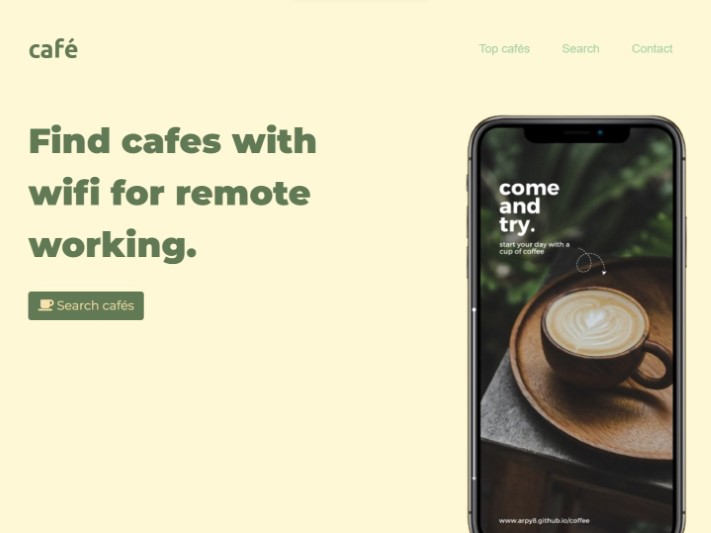 café
Top cafés
Search
Contact
Find cafes with
wifi for remote
working.
Search cafés
come
and
try.
start your day with a
cup of coffee
www.arpy8.github.io/coffee